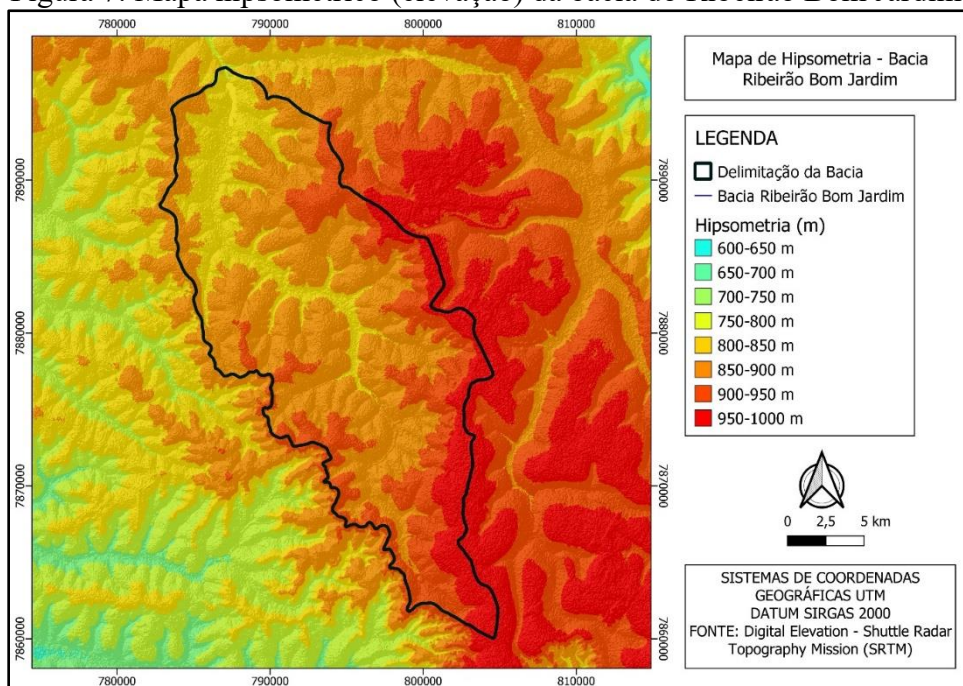 Figura 7: Mapa hipsométrico (elevação) da bacia do Ribeirão Bom Jardim
780000 790000 800000 810000
7890000
7880000
7870000
7860000
7890000
7880000
7870000
7860000
780000 790000 800000 810000
Mapa de Hipsometria - Bacia
Ribeirão Bom Jardim
LEGENDA
Delimitação da Bacia
Bacia Ribeirão Bom Jardim
Hipsometria (m)
600-650 m
650-700 m
700-750 m
750-800 m
800-850 m
850-900 m
900-950 m
950-1000 m
0 2,5 5 km
SISTEMAS DE COORDENADAS
GEOGRÁFICAS UTM
DATUM SIRGAS 2000
FONTE: Digital Elevation - Shuttle Radar
Topography Mission (SRTM)